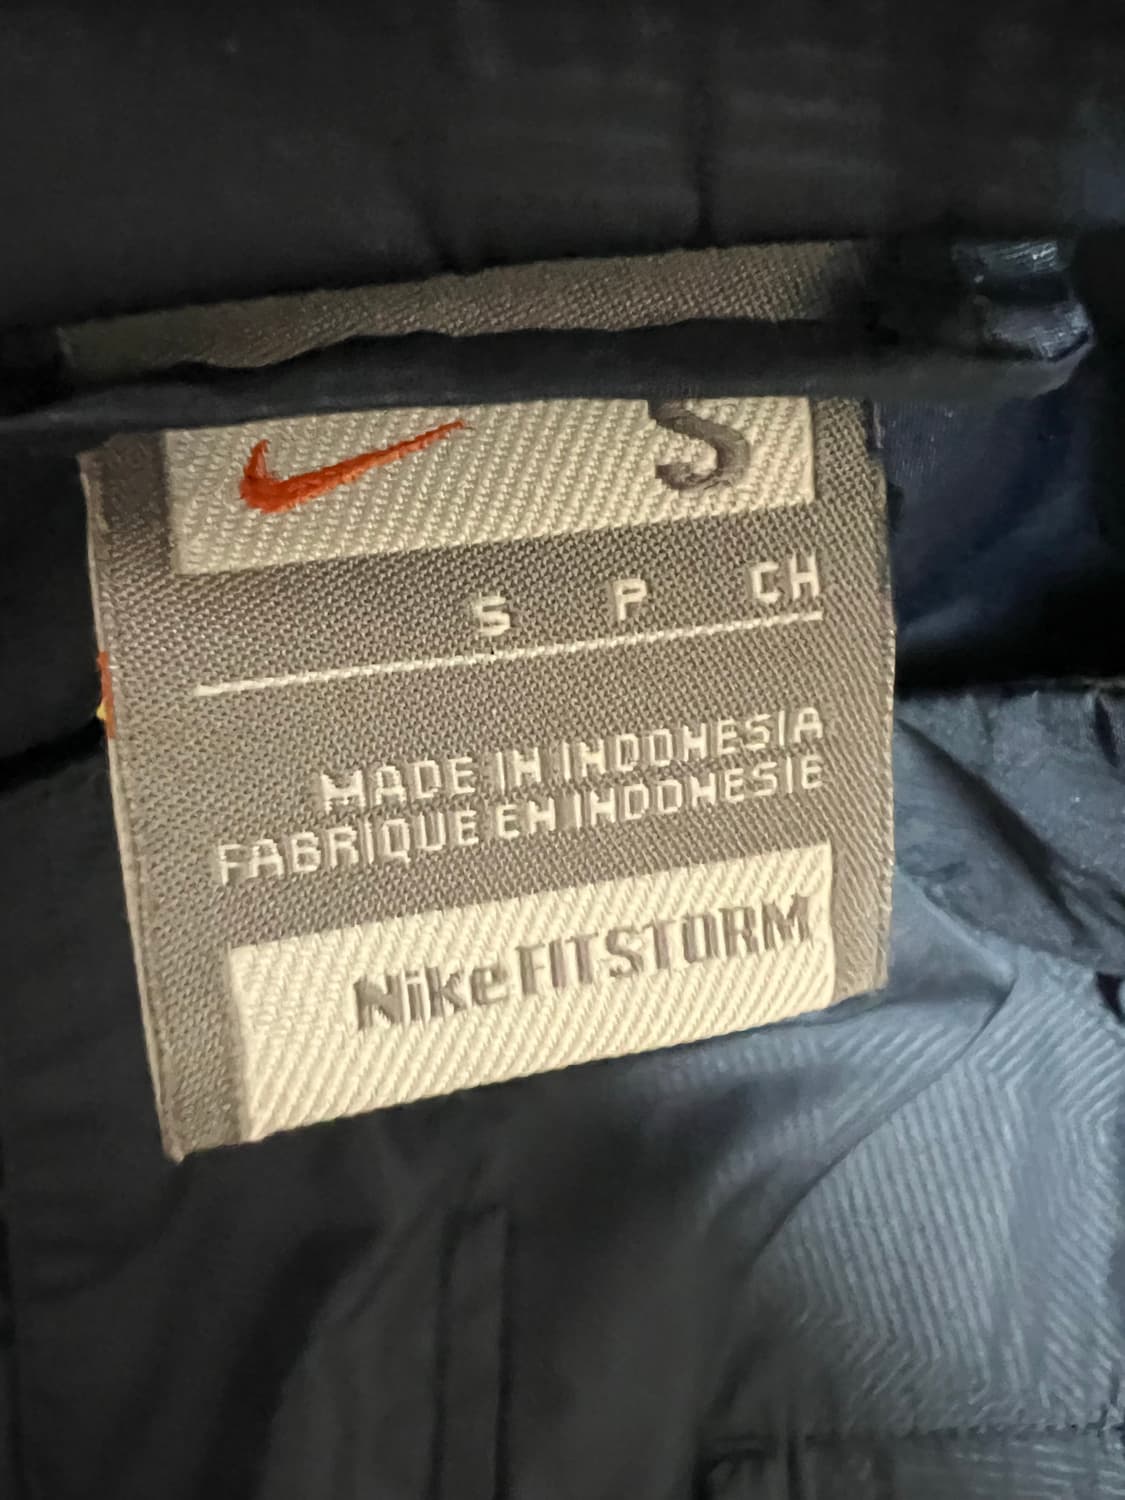 S
S P CH
MADE IN INDONESIA
FABRIQUE EN INDONESIE
Nike FIT STORM